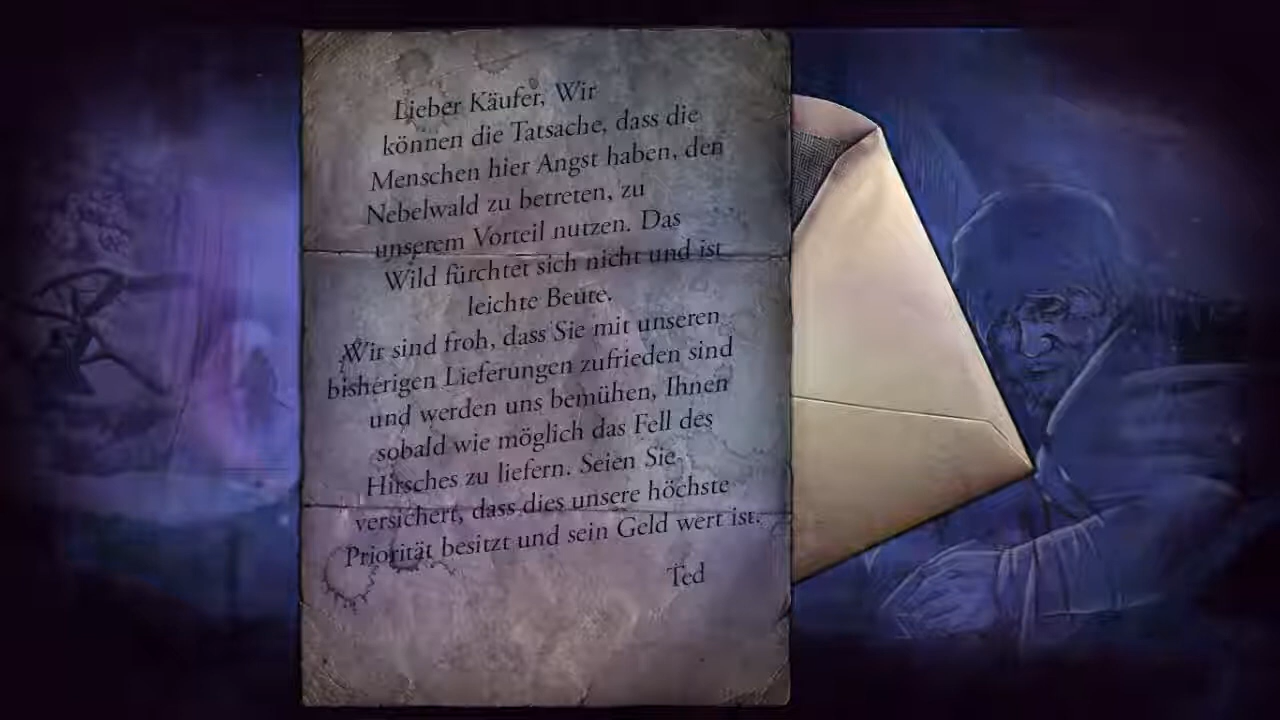 Lieber Käufer, Wir
können die Tatsache, dass die
Menschen hier Angst haben, den
Nebelwald zu betreten, zu
unserem Vorteil nutzen. Das
Wild fürchtet sich nicht und ist
leichte Beute.
Wir sind froh, dass Sie mit unseren
bisherigen Lieferungen zufrieden sind
und werden uns bemühen, Ihnen
sobald wie möglich das Fell des
Hirsches zu liefern. Seien Sie
versichert, dass dies unsere höchste
Priorität besitzt und sein Geld wert ist.
Ted